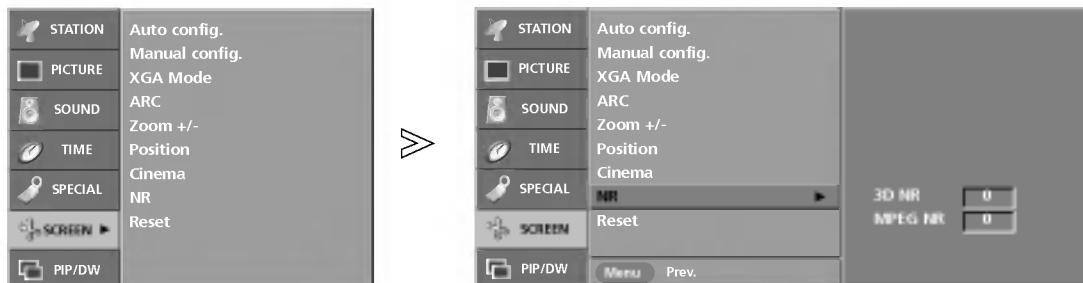 STATION
PICTURE
SOUND
TIME
SPECIAL
SCREEN
PIP/DW
Auto config.
Manual config.
XGA Mode
ARC
Zoom +/-
Position
Cinema
NR
Reset
STATION
PICTURE
SOUND
TIME
SPECIAL
SCREEN
PIP/DW
Auto config.
Manual config.
XGA Mode
ARC
Zoom +/-
Position
Cinema
NR
Reset
Menu Prev.
3D NR 0
MPEG NR 0